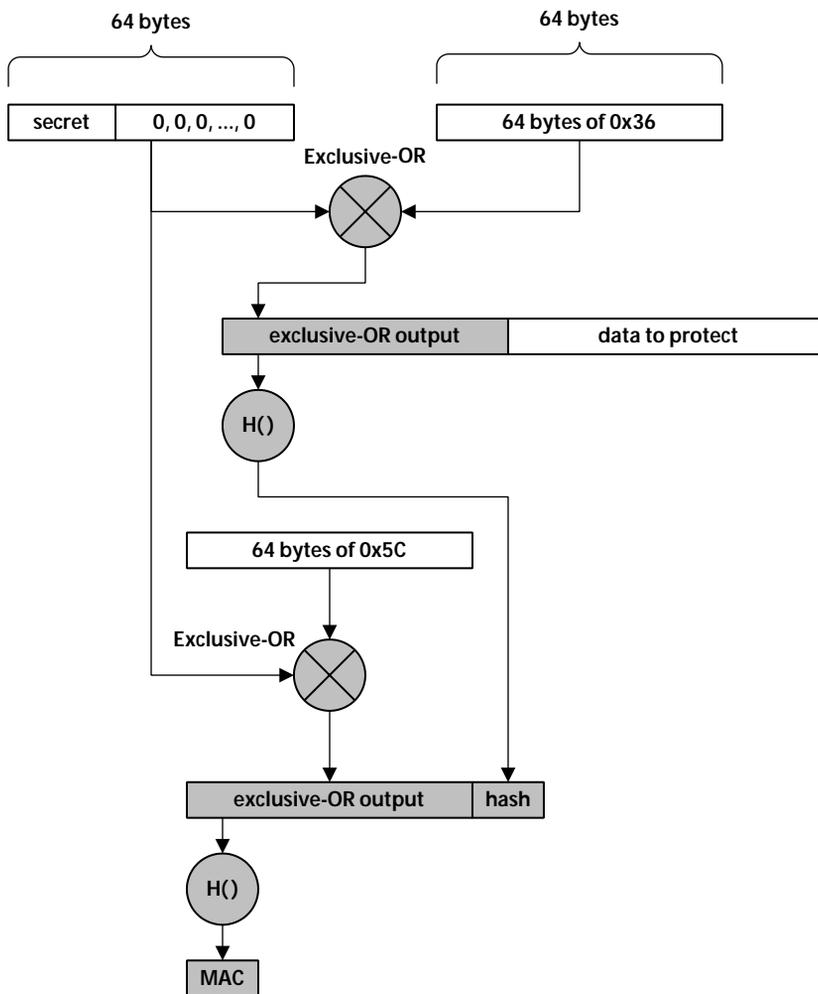 64 bytes
64 bytes
secret
0, 0, 0, ..., 0
64 bytes of 0x36
Exclusive-OR
exclusive-OR output
data to protect
H()
64 bytes of 0x5C
Exclusive-OR
exclusive-OR output
hash
H()
MAC